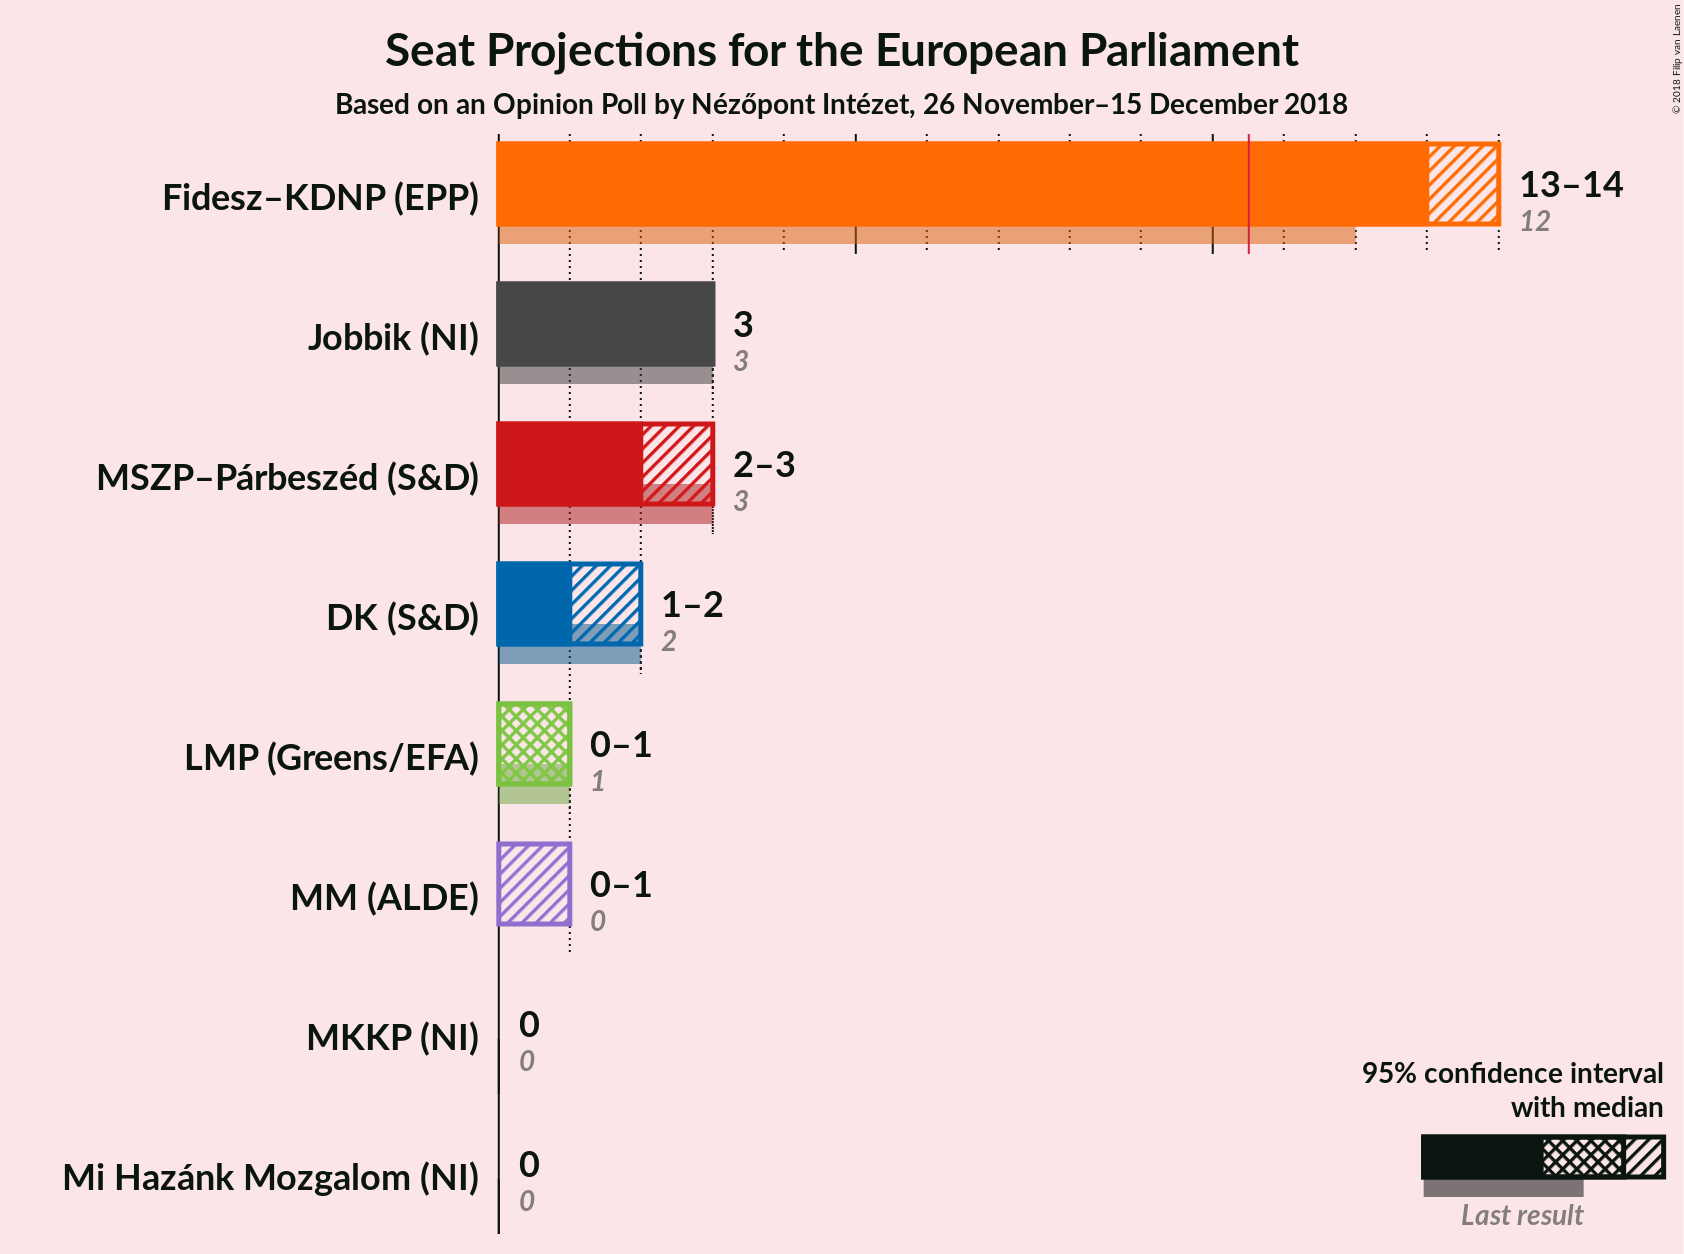 Seat Projections for the European Parliament
Based on an Opinion Poll by Nézőpont Intézet, 26 November–15 December 2018
© 2018 Filip van Laenen
Fidesz–KDNP (EPP)
13–14
12
Jobbik (NI)
3
3
MSZP–Párbeszéd (S&D)
2–3
3
DK (S&D)
1–2
2
LMP (Greens/EFA)
0–1
1
MM (ALDE)
0–1
0
MKKP (NI)
0
0
Mi Hazánk Mozgalom (NI)
0
0
95% confidence interval
with median
Last result